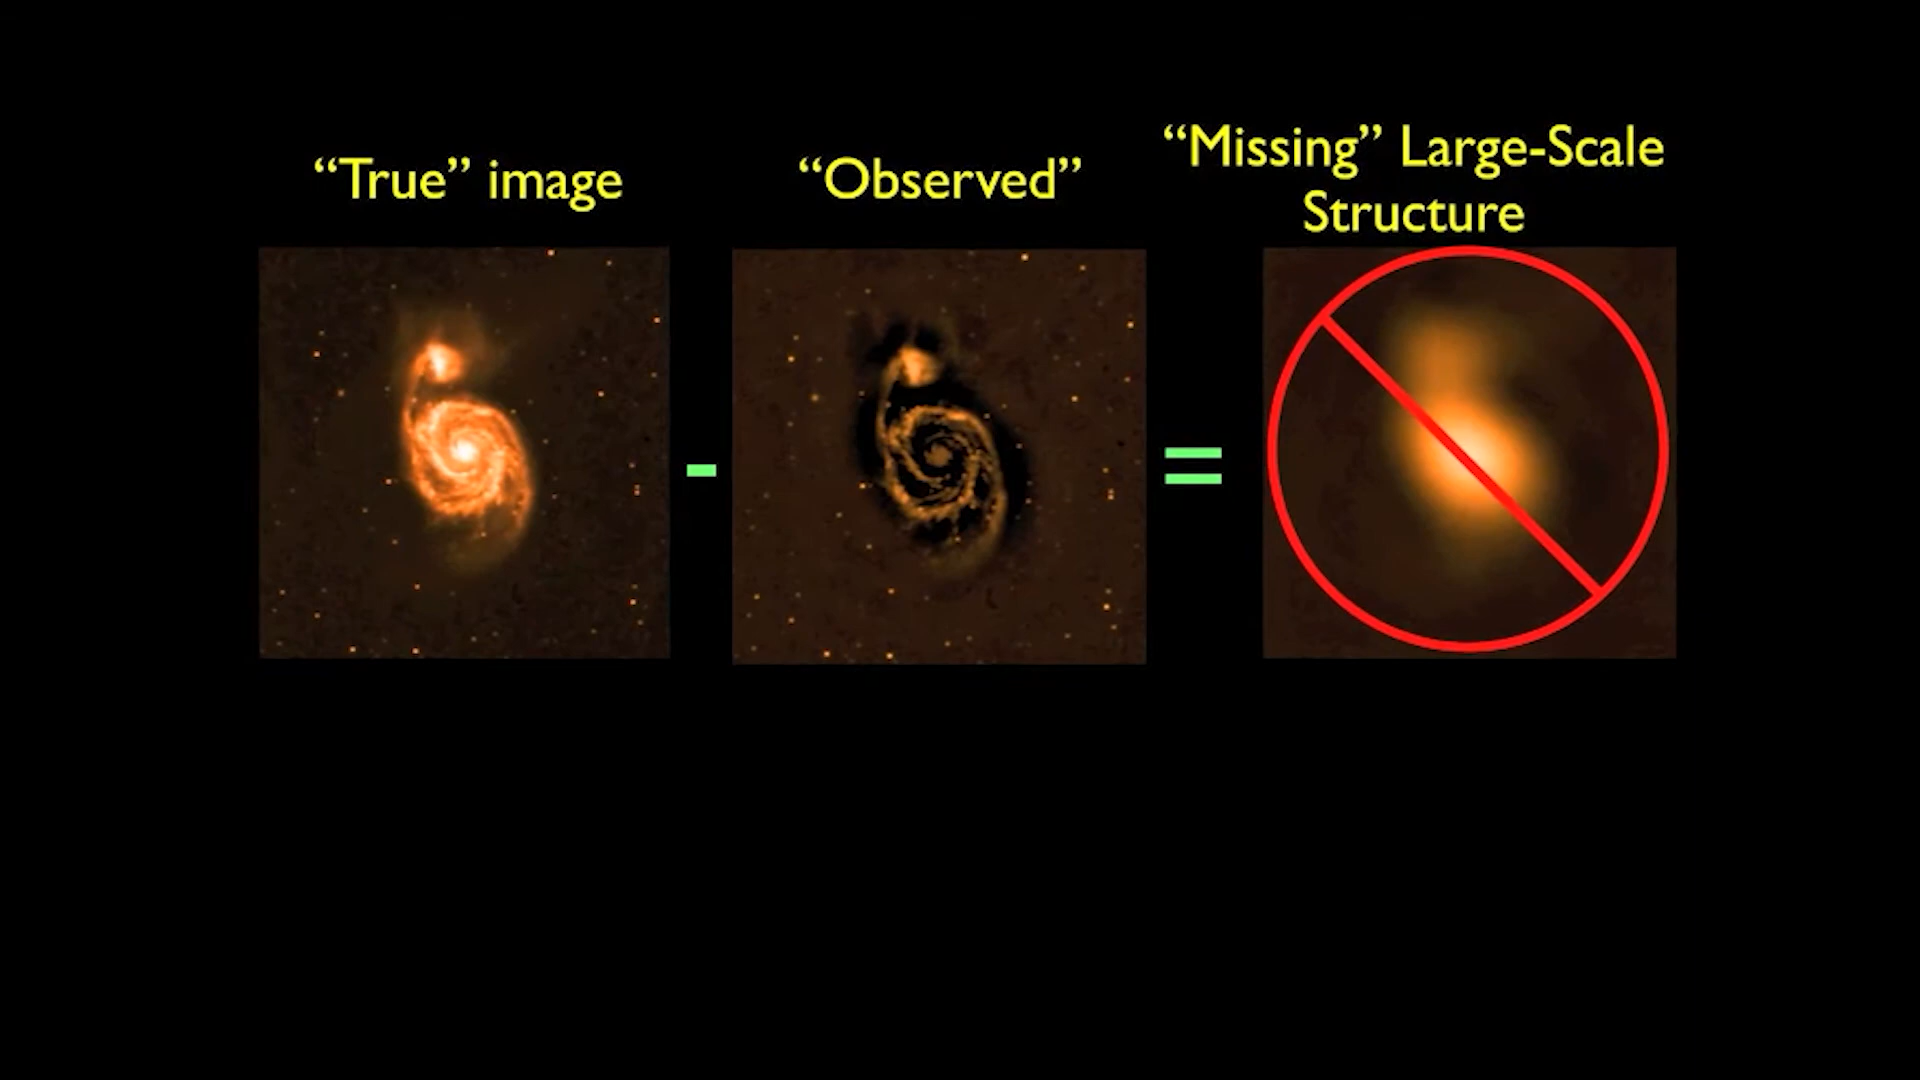 “True” image
“Observed”
“Missing” Large-Scale
Structure
-
=